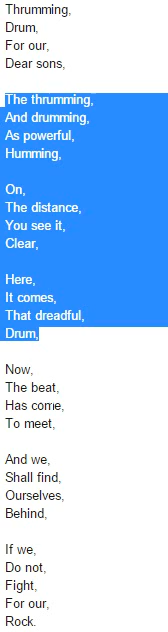 Thrumming,
Drum,
For our,
Dear sons,

The thrumming,
And drumming,
As powerful,
Humming,

On,
The distance,
You see it,
Clear,

Here,
It comes,
That dreadful,
Drum,

Now,
The beat,
Has come,
To meet,

And we,
Shall find,
Ourselves,
Behind,

If we,
Do not,
Fight,
For our,
Rock.